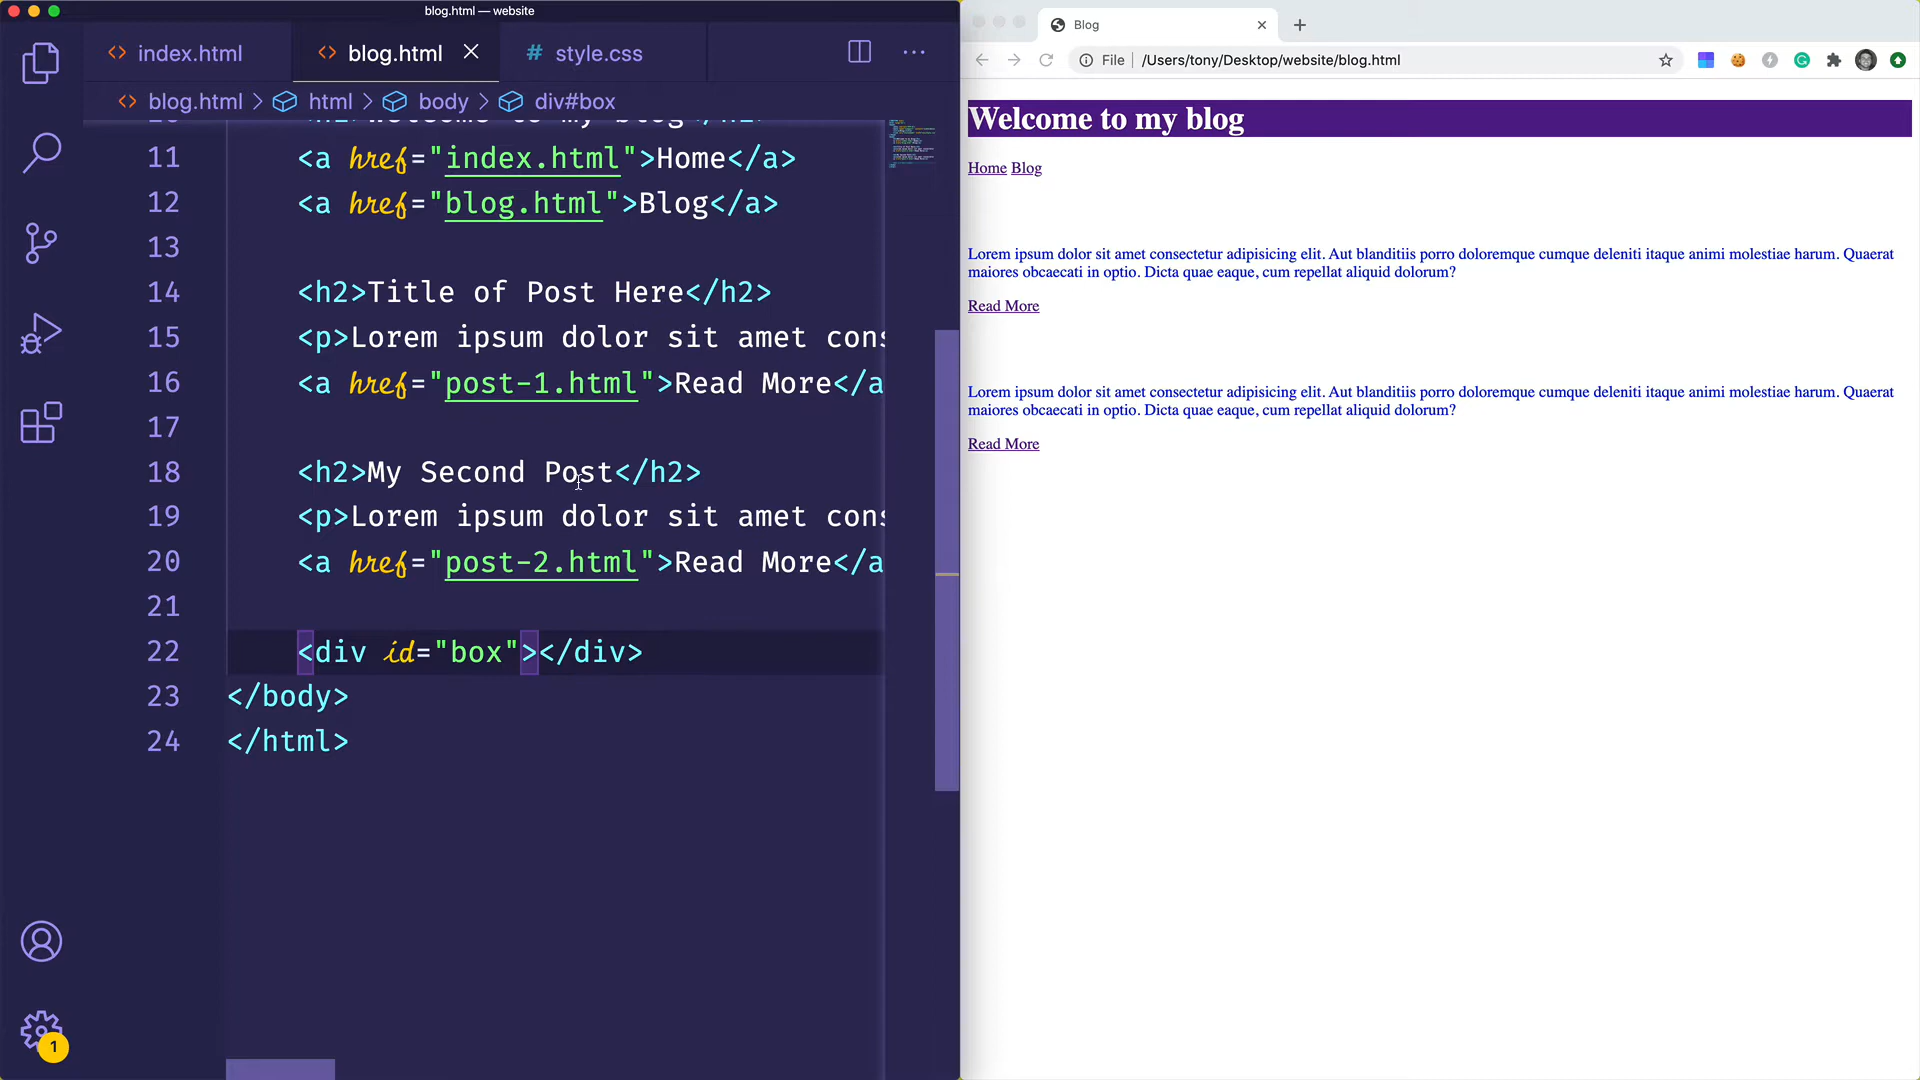 blog.html — website
index.html
blog.html
style.css
blog.html > html > body > div#box
11 <a href="index.html">Home</a>
12 <a href="blog.html">Blog</a>
13
14 <h2>Title of Post Here</h2>
15 <p>Lorem ipsum dolor sit amet cons
16 <a href="post-1.html">Read More</a
17
18 <h2>My Second Post</h2>
19 <p>Lorem ipsum dolor sit amet cons
20 <a href="post-2.html">Read More</a
21
22 <div id="box"></div>
23 </body>
24 </html>
1
Blog
File | /Users/tony/Desktop/website/blog.html
Welcome to my blog
Home Blog
Lorem ipsum dolor sit amet consectetur adipisicing elit. Aut blanditiis porro doloremque cumque deleniti itaque animi molestiae harum. Quaerat
maiores obcaecati in optio. Dicta quae eaque, cum repellat aliquid dolorum?
Read More
Lorem ipsum dolor sit amet consectetur adipisicing elit. Aut blanditiis porro doloremque cumque deleniti itaque animi molestiae harum. Quaerat
maiores obcaecati in optio. Dicta quae eaque, cum repellat aliquid dolorum?
Read More